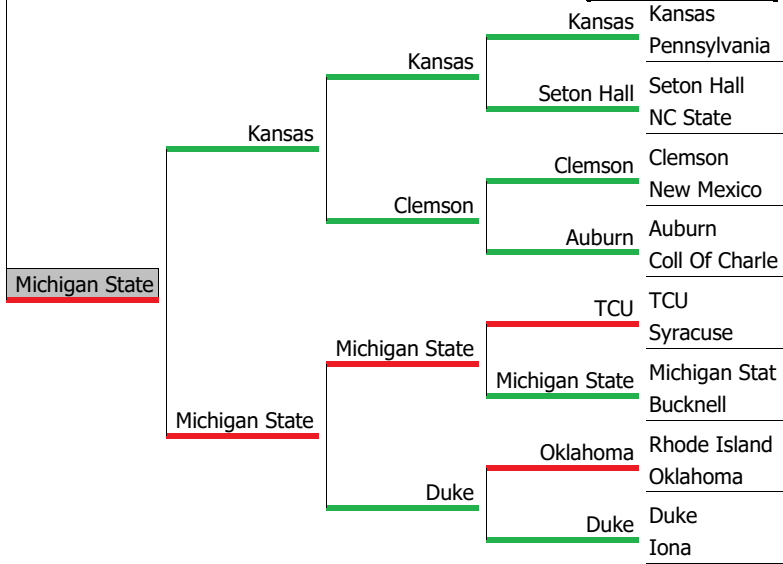 Kansas
Kansas
Pennsylvania
Kansas
Seton Hall
Seton Hall
NC State
Kansas
Clemson
Clemson
New Mexico
Clemson
Auburn
Auburn
Coll Of Charle
Michigan State
TCU
TCU
Syracuse
Michigan State
Michigan State
Michigan Stat
Bucknell
Michigan State
Oklahoma
Rhode Island
Oklahoma
Duke
Duke
Duke
Iona